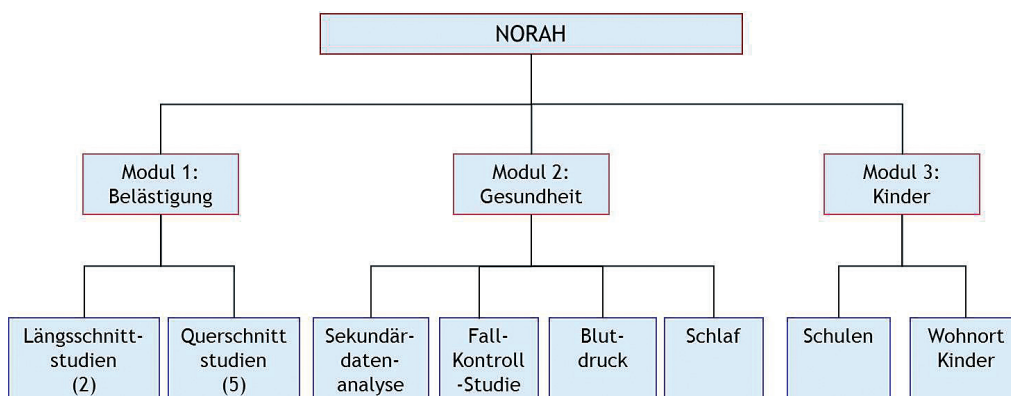 NORAH
Modul 1:
Belästigung
Modul 2:
Gesundheit
Modul 3:
Kinder
Längsschnitt-
studien
(2)
Querschnitt
studien
(5)
Sekundär-
daten-
analyse
Fall-
Kontroll
-Studie
Blut-
druck
Schlaf
Schulen
Wohnort
Kinder